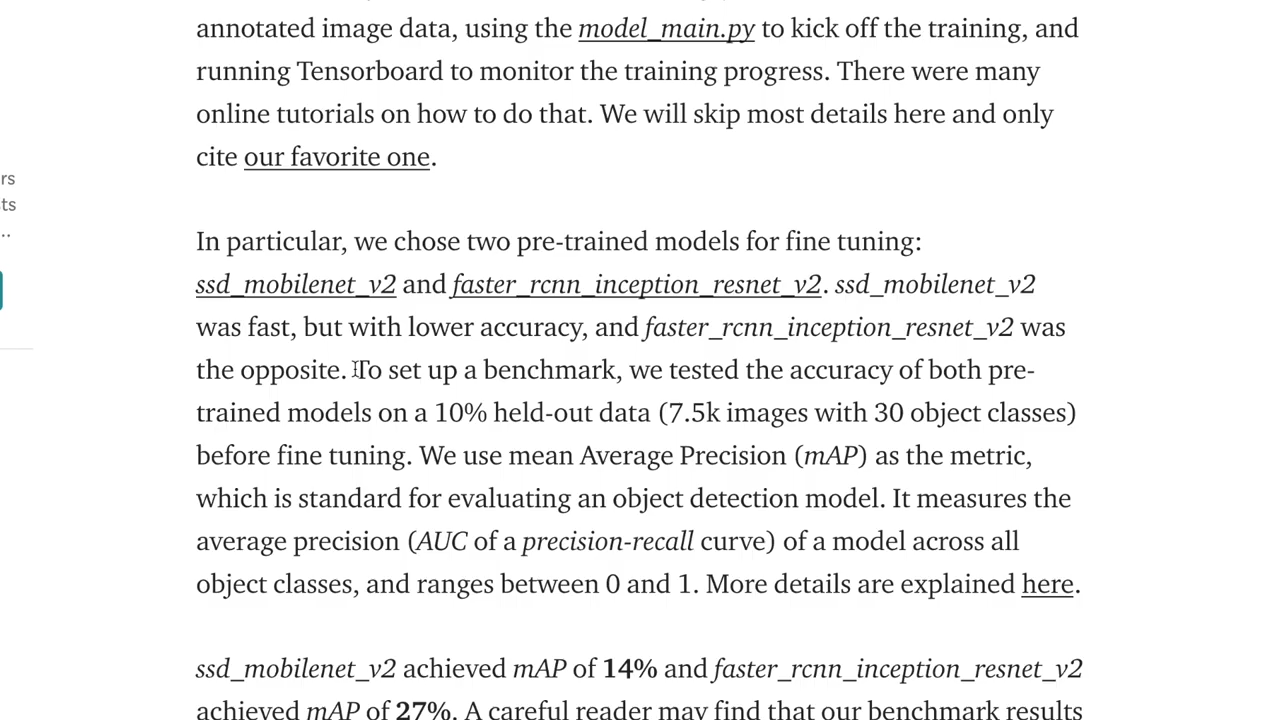 annotated image data, using the model_main.py to kick off the training, and
running Tensorboard to monitor the training progress. There were many
online tutorials on how to do that. We will skip most details here and only
cite our favorite one.
rs
ts
..
In particular, we chose two pre-trained models for fine tuning:
ssd_mobilenet_v2 and faster_rcnn_inception_resnet_v2. ssd_mobilenet_v2
was fast, but with lower accuracy, and faster_rcnn_inception_resnet_v2 was
the opposite. To set up a benchmark, we tested the accuracy of both pre-
trained models on a 10% held-out data (7.5k images with 30 object classes)
before fine tuning. We use mean Average Precision (mAP) as the metric,
which is standard for evaluating an object detection model. It measures the
average precision (AUC of a precision-recall curve) of a model across all
object classes, and ranges between 0 and 1. More details are explained here.
ssd_mobilenet_v2 achieved mAP of 14% and faster_rcnn_inception_resnet_v2
achieved mAP of 27%. A careful reader may find that our benchmark results